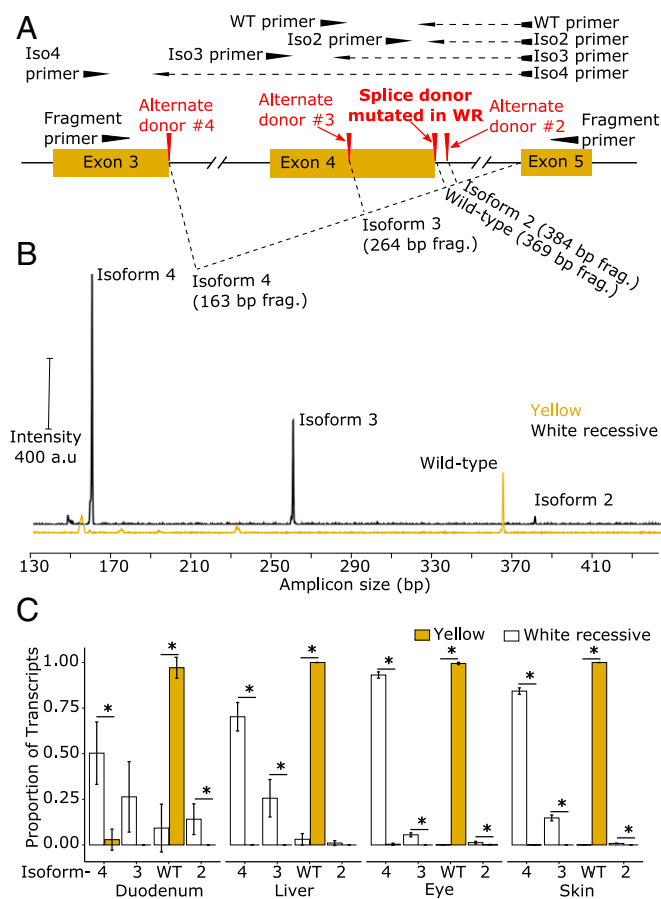 A
WT primer
WT primer
Iso2 primer
Iso2 primer
Iso4
primer
Iso3
primer
Iso3 primer
Iso4 primer
Fragment
primer
Alternate
donor #4
Alternate
donor #3
Splice donor
mutated in WR
Alternate
donor #2
Fragment
primer
Exon 3
Exon 4
Exon 5
Isoform 4
(163 bp frag.)
Isoform 3
(264 bp frag.)
Wild-type (369 bp frag.)
Isoform 2 (384 bp frag.)
B
Isoform 4
Isoform 3
Wild-type
Isoform 2
Intensity
400 a.u
Yellow
White recessive
130 170 210 250 290 330 370 410
Amplicon size (bp)
C
Yellow
White recessive
Proportion of Transcripts
1.00
0.75
0.50
0.25
0.00
* * * *
* * *
* * * *
* * * *
Isoform-
4 3 WT 2
4 3 WT 2
4 3 WT 2
4 3 WT 2
Duodenum
Liver
Eye
Skin